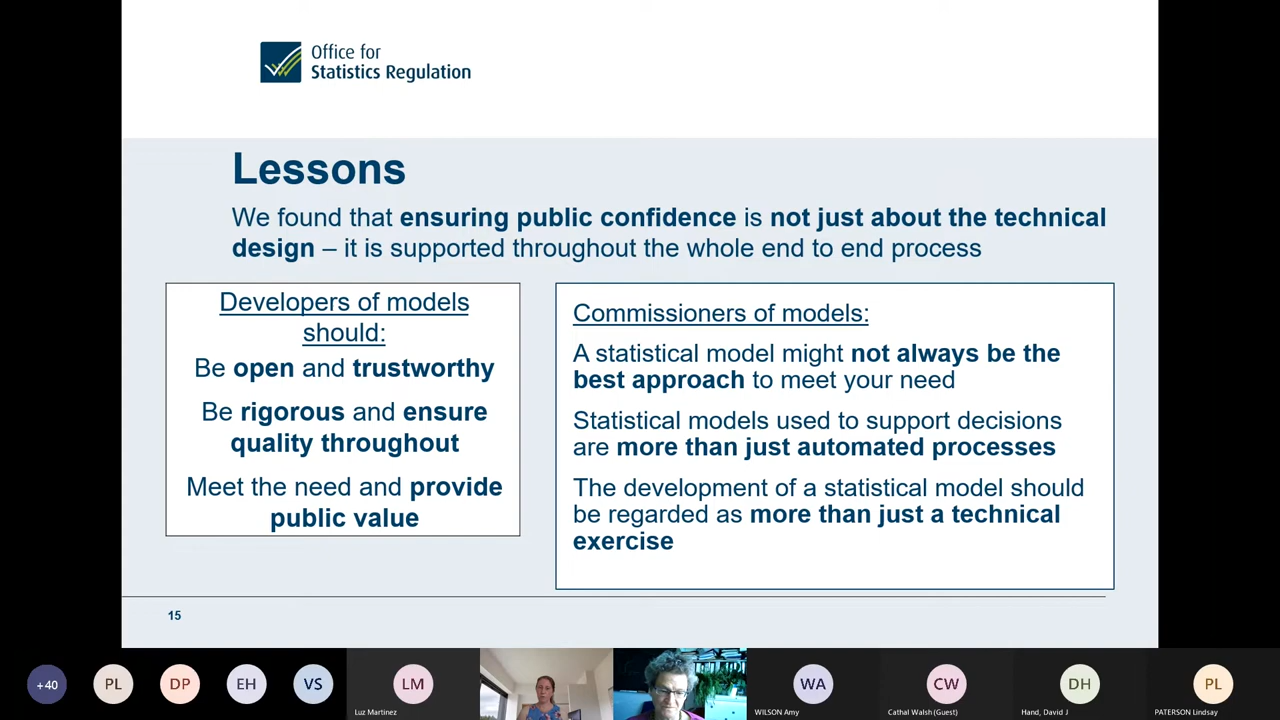 Office for
Statistics Regulation
Lessons
We found that ensuring public confidence is not just about the technical
design – it is supported throughout the whole end to end process
Developers of models
should:
Be open and trustworthy
Be rigorous and ensure
quality throughout
Meet the need and provide
public value
Commissioners of models:
A statistical model might not always be the
best approach to meet your need
Statistical models used to support decisions
are more than just automated processes
The development of a statistical model should
be regarded as more than just a technical
exercise
15
+40
PL
DP
EH
VS
LM
Luz Martinez
WA
WILSON Amy
CW
Cathal Walsh (Guest)
DH
Hand, David J
PL
PATERSON Lindsay